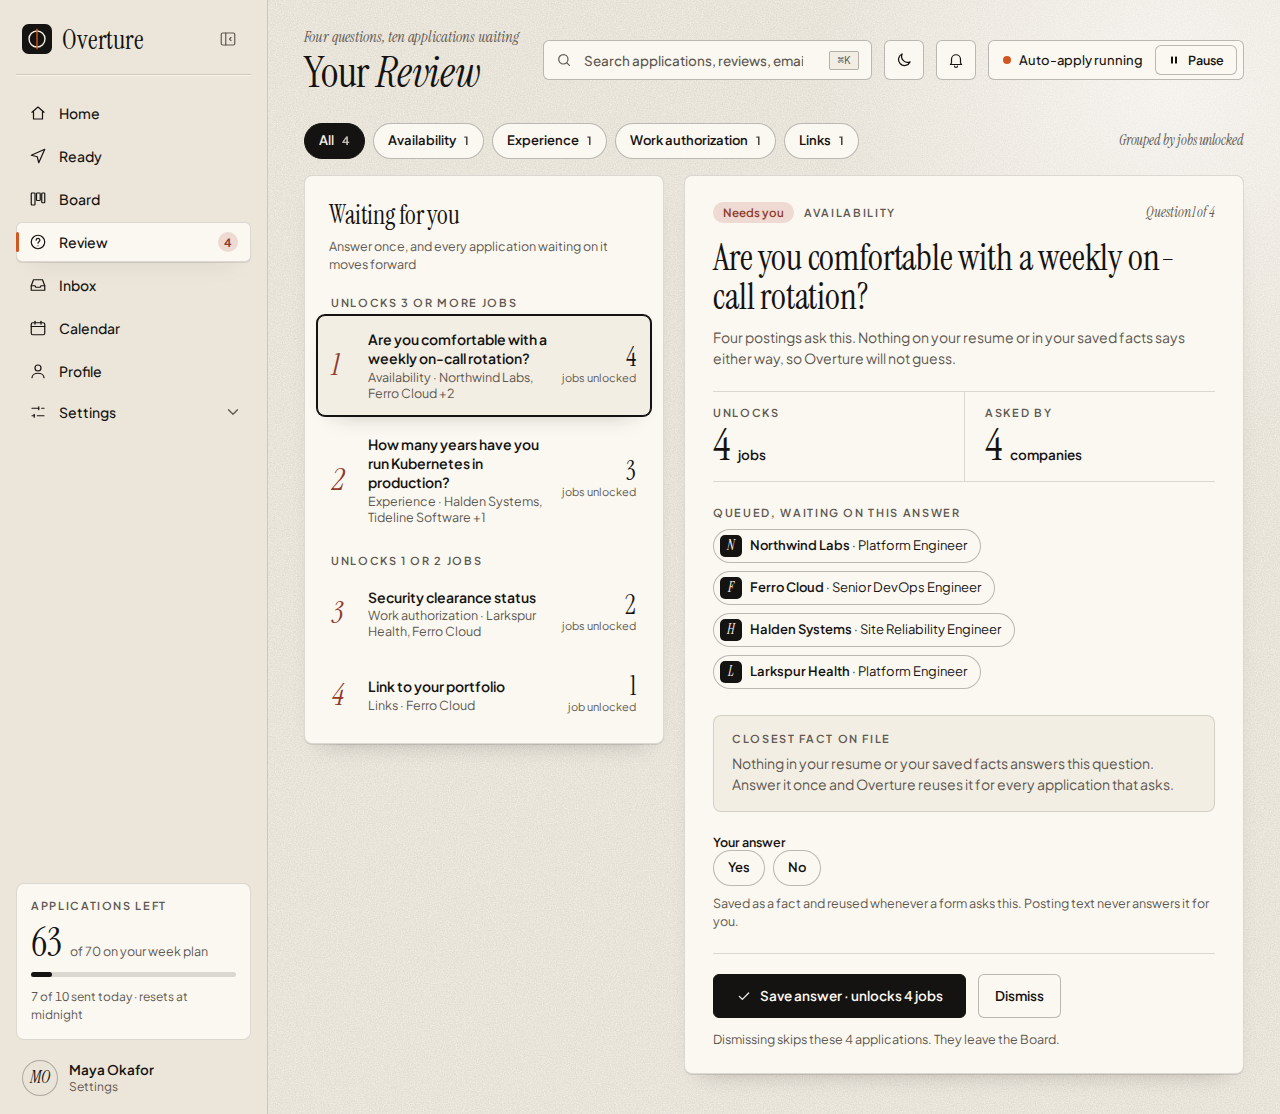 Overture
Home
Ready
Board
Review 4
Inbox
Calendar
Profile
Settings
APPLICATIONS LEFT
63 of 70 on your week plan
7 of 10 sent today · resets at
midnight
MO
Maya Okafor
Settings
Four questions, ten applications waiting
Your Review
Search applications, reviews, emai
⌘K
Auto-apply running
Pause
All 4
Availability 1
Experience 1
Work authorization 1
Links 1
Grouped by jobs unlocked
Waiting for you
Answer once, and every application waiting on it
moves forward
UNLOCKS 3 OR MORE JOBS
1
Are you comfortable with a
weekly on-call rotation?
Availability · Northwind Labs,
Ferro Cloud +2
4
jobs unlocked
2
How many years have you
run Kubernetes in
production?
Experience · Halden Systems,
Tideline Software +1
3
jobs unlocked
UNLOCKS 1 OR 2 JOBS
3
Security clearance status
Work authorization · Larkspur
Health, Ferro Cloud
2
jobs unlocked
4
Link to your portfolio
Links · Ferro Cloud
1
job unlocked
Needs you
AVAILABILITY
Question 1 of 4
Are you comfortable with a weekly on-
call rotation?
Four postings ask this. Nothing on your resume or in your saved facts says
either way, so Overture will not guess.
UNLOCKS
4 jobs
ASKED BY
4 companies
QUEUED, WAITING ON THIS ANSWER
N Northwind Labs · Platform Engineer
F Ferro Cloud · Senior DevOps Engineer
H Halden Systems · Site Reliability Engineer
L Larkspur Health · Platform Engineer
CLOSEST FACT ON FILE
Nothing in your resume or your saved facts answers this question.
Answer it once and Overture reuses it for every application that asks.
Your answer
Yes
No
Saved as a fact and reused whenever a form asks this. Posting text never answers it for
you.
Save answer · unlocks 4 jobs
Dismiss
Dismissing skips these 4 applications. They leave the Board.